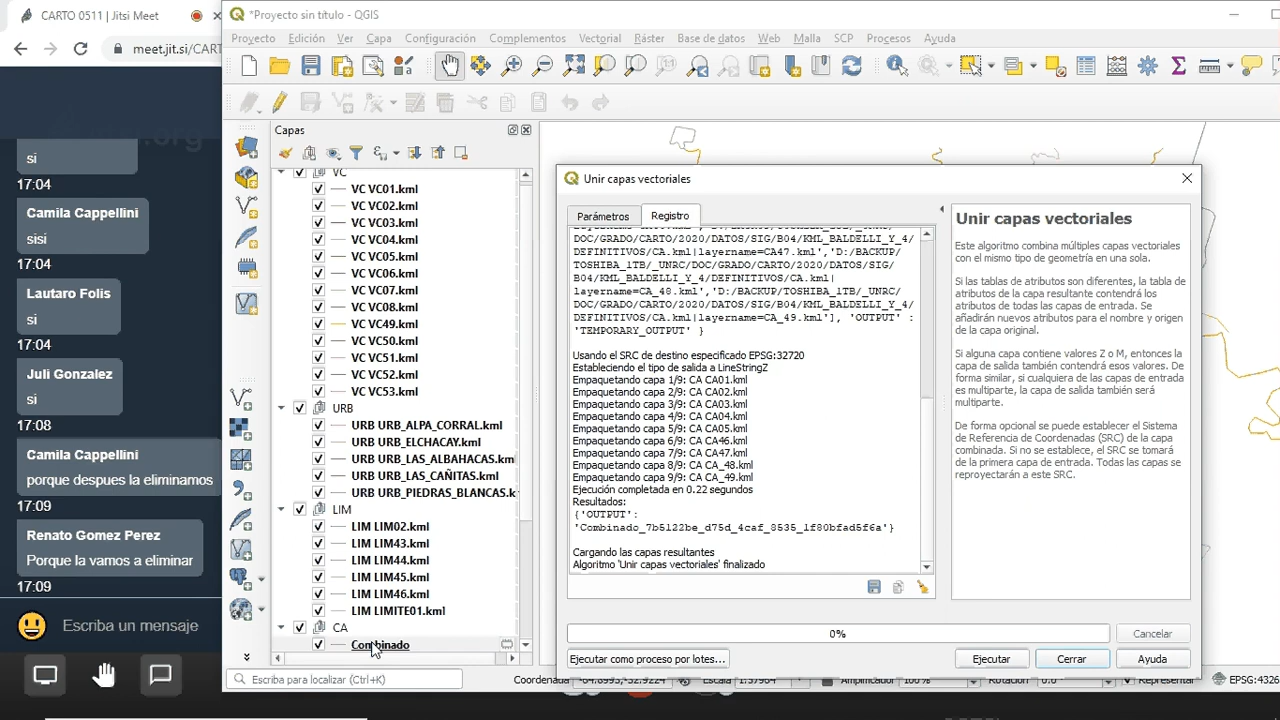 CARTO 0511 | Jitsi Meet
meet.jit.si/CART
si
17:04
Camila Cappellini
sisi
17:04
Lautaro Folis
si
17:04
Juli Gonzalez
si
17:08
Camila Cappellini
porque despues la eliminamos
17:09
Renato Gomez Perez
Porque la vamos a eliminar
17:09
Escriba un mensaje
*Proyecto sin título - QGIS
Proyecto Edición Ver Capa Configuración Complementos Vectorial Ráster Base de datos Web Malla SCP Procesos Ayuda
Capas
VC
VC VC01.kml
VC VC02.kml
VC VC03.kml
VC VC04.kml
VC VC05.kml
VC VC06.kml
VC VC07.kml
VC VC08.kml
VC VC49.kml
VC VC50.kml
VC VC51.kml
VC VC52.kml
VC VC53.kml
URB
URB URB_ALPA_CORRAL.kml
URB URB_ELCHACAY.kml
URB URB_LAS_ALBAHACAS.kml
URB URB_LAS_CAÑITAS.kml
URB URB_PIEDRAS_BLANCAS.k
LIM
LIM LIM02.kml
LIM LIM43.kml
LIM LIM44.kml
LIM LIM45.kml
LIM LIM46.kml
LIM LIMITE01.kml
CA
Combinado
Escriba para localizar (Ctrl+K)
Unir capas vectoriales
Parámetros Registro
DOC/GRADO/CARTO/2020/DATOS/SIG/B04/KML_BALDELLI_Y_4/
DEFINITIVOS/CA.kml|layername=CA47.kml','D:/BACKUP/
TOSHIBA_1TB/_UNRC/DOC/GRADO/CARTO/2020/DATOS/SIG/
B04/KML_BALDELLI_Y_4/DEFINITIVOS/CA.kml|
layername=CA_48.kml','D:/BACKUP/TOSHIBA_1TB/_UNRC/
DOC/GRADO/CARTO/2020/DATOS/SIG/B04/KML_BALDELLI_Y_4/
DEFINITIVOS/CA.kml|layername=CA_49.kml'], 'OUTPUT' :
'TEMPORARY_OUTPUT' }
Usando el SRC de destino especificado EPSG:32720
Estableciendo el tipo de salida a LineStringZ
Empaquetando capa 1/9: CA CA01.kml
Empaquetando capa 2/9: CA CA02.kml
Empaquetando capa 3/9: CA CA03.kml
Empaquetando capa 4/9: CA CA04.kml
Empaquetando capa 5/9: CA CA05.kml
Empaquetando capa 6/9: CA CA46.kml
Empaquetando capa 7/9: CA CA47.kml
Empaquetando capa 8/9: CA CA_48.kml
Empaquetando capa 9/9: CA CA_49.kml
Ejecución completada en 0.22 segundos
Resultados:
{'OUTPUT':
'Combinado_7b5122be_d75d_4caf_8535_1f80bfad5f6a'}
Cargando las capas resultantes
Algoritmo 'Unir capas vectoriales' finalizado
0%
Cancelar
Ejecutar como proceso por lotes... Ejecutar Cerrar Ayuda
Unir capas vectoriales
Este algoritmo combina múltiples capas vectoriales
con el mismo tipo de geometría en una sola.
Si las tablas de atributos son diferentes, la tabla de
atributos de la capa resultante contendrá los
atributos de todas las capas de entrada. Se
añadirán nuevos atributos para el nombre y origen
de la capa original.
Si alguna capa contiene valores Z o M, entonces la
capa de salida también contendrá esos valores. De
forma similar, si cualquiera de las capas de entrada
es multiparte, la capa de salida también será
multiparte.
De forma opcional se puede establecer el Sistema
de Referencia de Coordenadas (SRC) de la capa
combinada. Si no se establece, el SRC se tomará
de la primera capa de entrada. Todas las capas se
reproyectarán a este SRC.
Coordenada
EPSG:4326